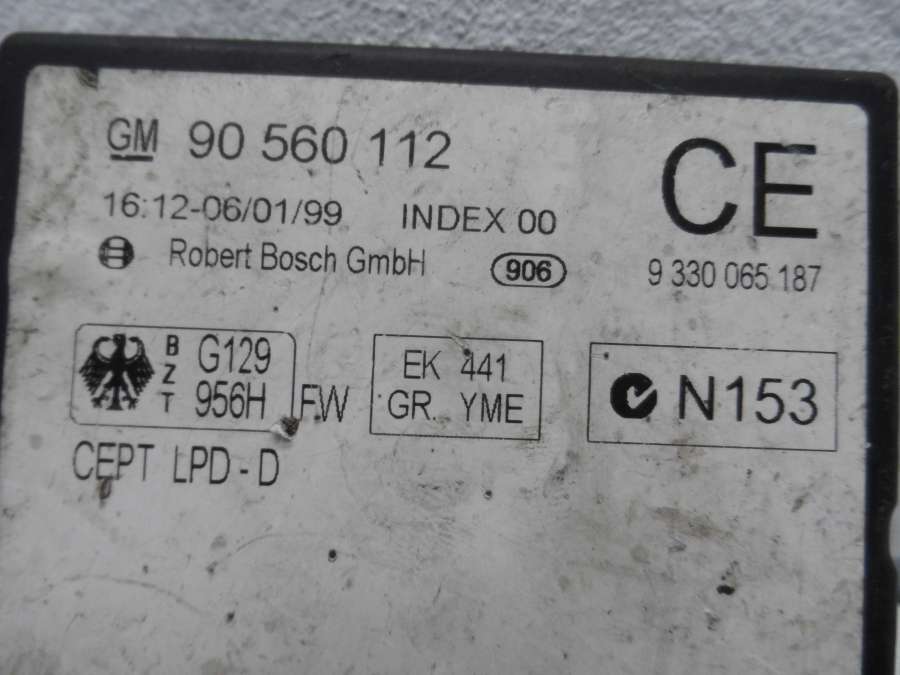 GM 90 560 112
CE
16:12-06/01/99 INDEX 00
Robert Bosch GmbH 906
9 330 065 187
BZT G129
956H FW
EK 441
GR. YME
N153
CEPT LPD - D